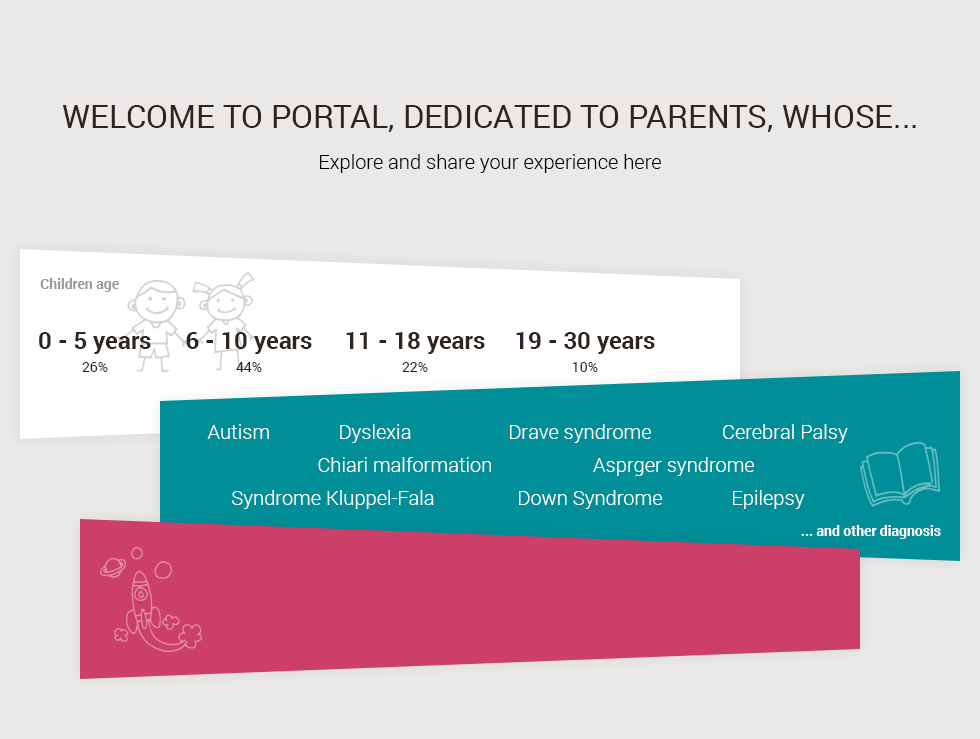 WELCOME TO PORTAL, DEDICATED TO PARENTS, WHOSE...
Explore and share your experience here
Children age
0 - 5 years 6 - 10 years 11 - 18 years 19 - 30 years
26% 44% 22% 10%
Autism Dyslexia Drave syndrome Cerebral Palsy
Chiari malformation Asprger syndrome
Syndrome Kluppel-Fala Down Syndrome Epilepsy
... and other diagnosis